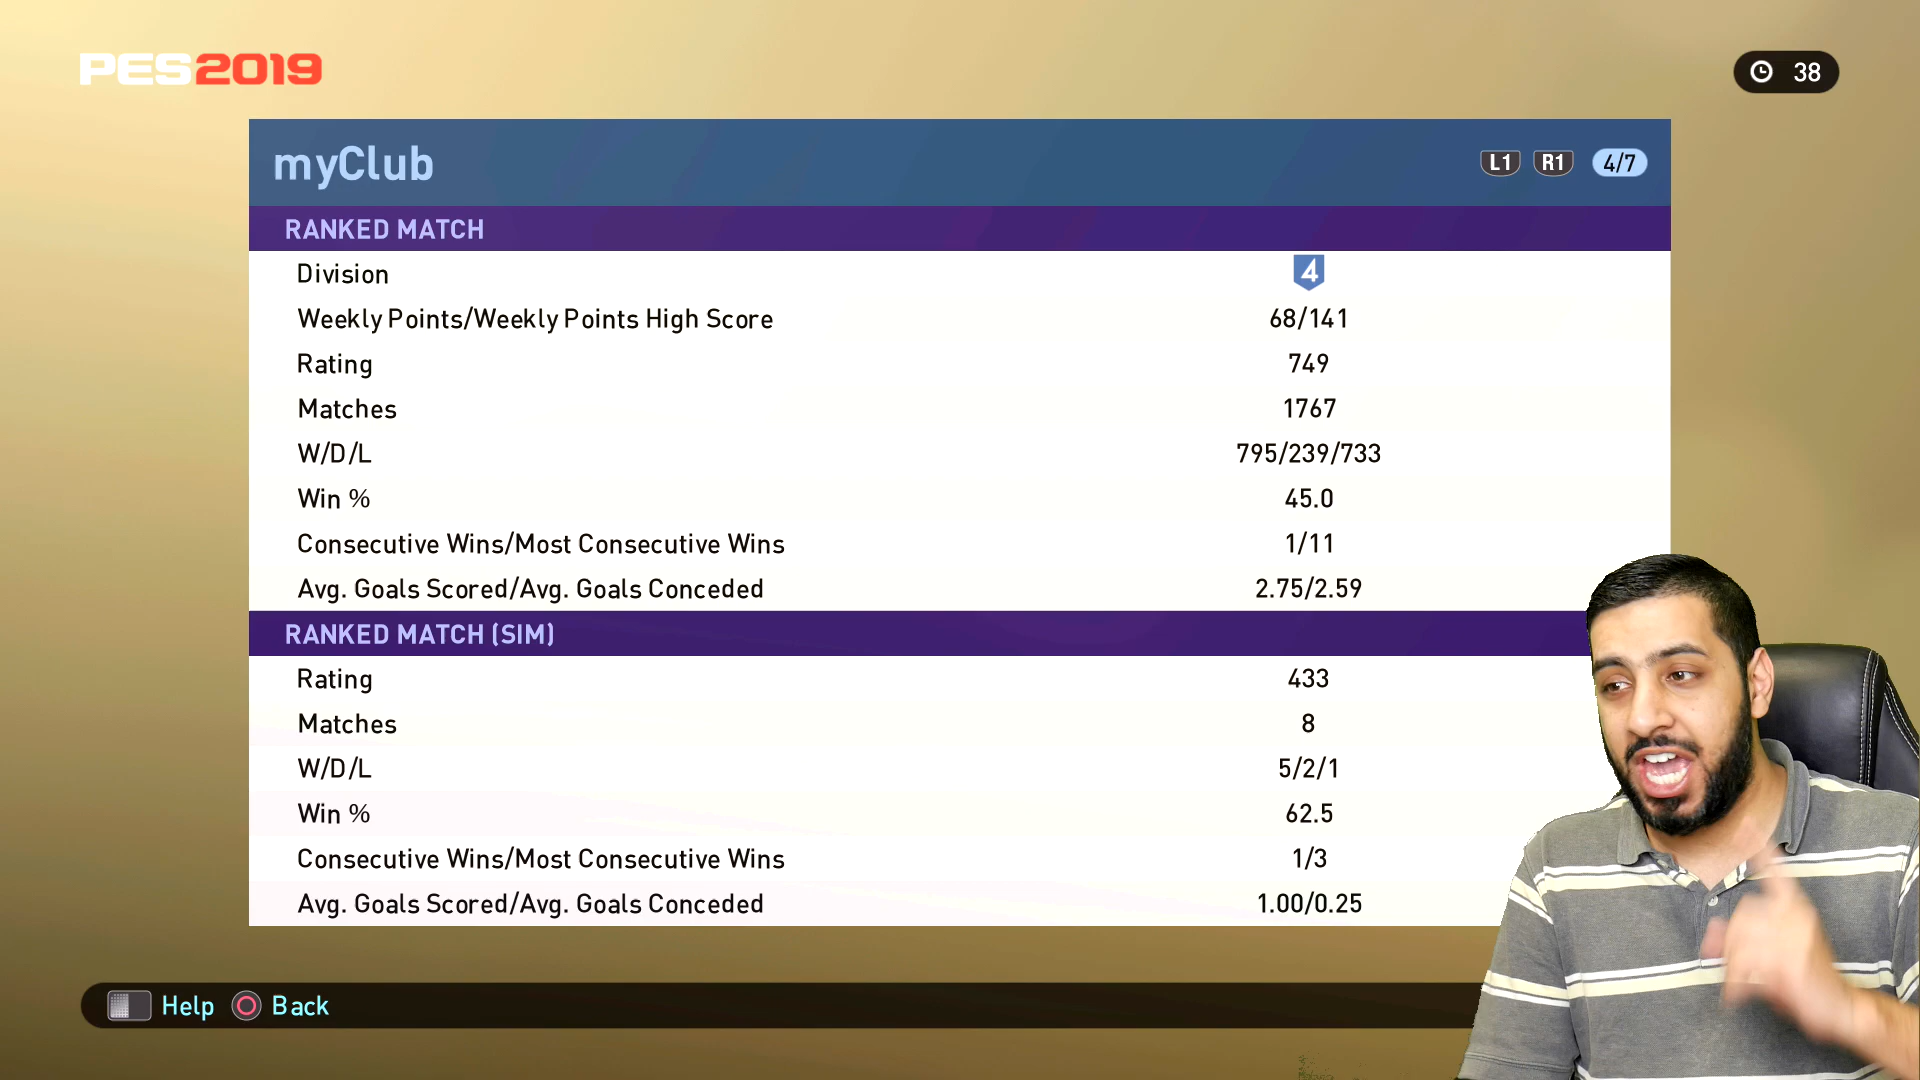 PES2019
38
myClub
L1 R1 4/7
RANKED MATCH
Division 4
Weekly Points/Weekly Points High Score 68/141
Rating 749
Matches 1767
W/D/L 795/239/733
Win % 45.0
Consecutive Wins/Most Consecutive Wins 1/11
Avg. Goals Scored/Avg. Goals Conceded 2.75/2.59
RANKED MATCH (SIM)
Rating 433
Matches 8
W/D/L 5/2/1
Win % 62.5
Consecutive Wins/Most Consecutive Wins 1/3
Avg. Goals Scored/Avg. Goals Conceded 1.00/0.25
Help Back